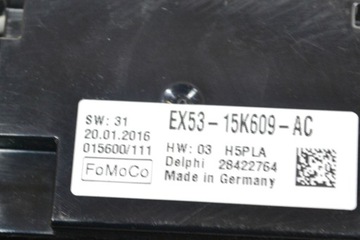 SW: 31 EX53-15K609-AC
20.01.2016
015600/111 HW: 03 H5PLA
FoMoCo Delphi 28422764
Made in Germany